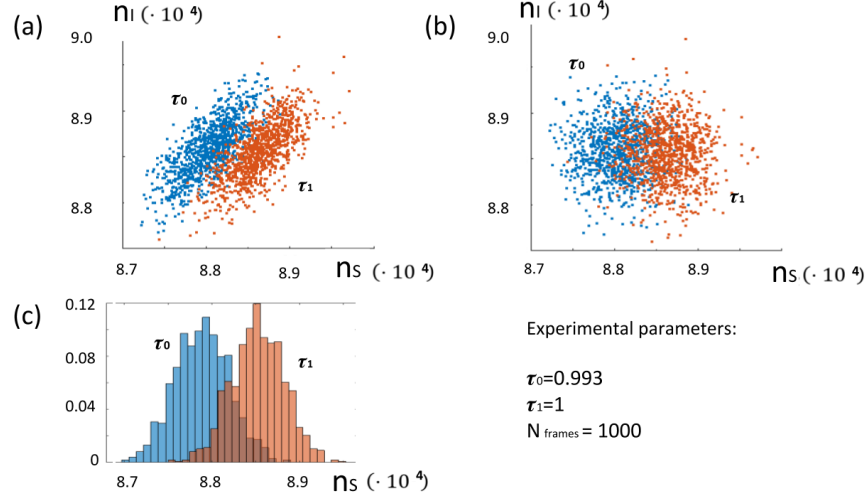 (a)
nI (· 10 4)
9.0
8.9
8.8
τ0
τ1
8.7 8.8 8.9 nS (· 10 4)
(b)
nI (· 10 4)
9.0
8.9
8.8
τ0
τ1
8.7 8.8 8.9 nS (· 10 4)
(c)
0.12
0.08
0.04
0
τ0
τ1
8.7 8.8 8.9 nS (· 10 4)
Experimental parameters:
τ0=0.993
τ1=1
N frames = 1000